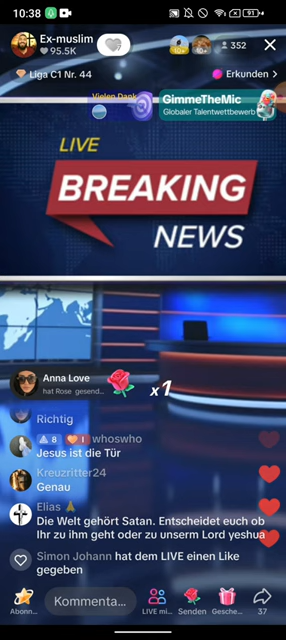 10:38
91
Ex-muslim
95.5K
10+
10+
352
Liga C1 Nr. 44
Erkunden
Vielen Dank
GimmeTheMic
Globaler Talentwettbewerb
LIVE
BREAKING
NEWS
Anna Love
hat Rose gesend...
x1
Richtig
8 1 whoswho
Jesus ist die Tür
Kreuzritter24
Genau
Elias
Die Welt gehört Satan. Entscheidet euch ob
Ihr zu ihm geht oder zu unserm Lord yeshua
Simon Johann hat dem LIVE einen Like
gegeben
Abonn...
Kommenta...
LIVE mi...
Senden
Gesche...
37